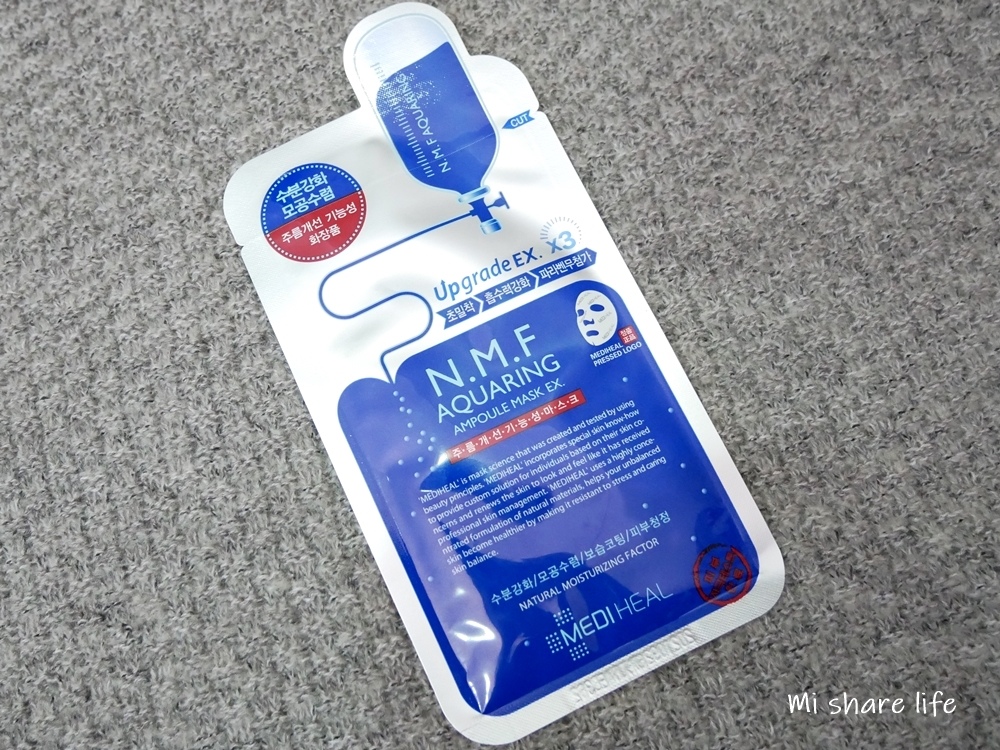 N.M.F AQUARING
CUT
수분강화
모공수렴
주름개선 기능성
화장품
Upgrade EX. X3
초밀착 흡수력강화 파라벤무첨가
N.M.F
AQUARING
AMPOULE MASK EX.
MEDIHEAL
PRESSED LOGO
주·름·개·선·기·능·성·마·스·크
'MEDIHEAL' is mask science that was created and tested by using
beauty principles. 'MEDIHEAL' incorporates special skin know-how
to provide custom solution for individuals based on their skin co-
ncerns and renews the skin to look and feel like it has received
professional skin management. 'MEDIHEAL' uses a highly conce-
ntrated formulation of natural materials, helps your unbalanced
skin become healthier by making it resistant to stress and caring
skin balance.
수분강화/모공수렴/보습코팅/피부청정
NATURAL MOISTURIZING FACTOR
MEDIHEAL
Mi share life